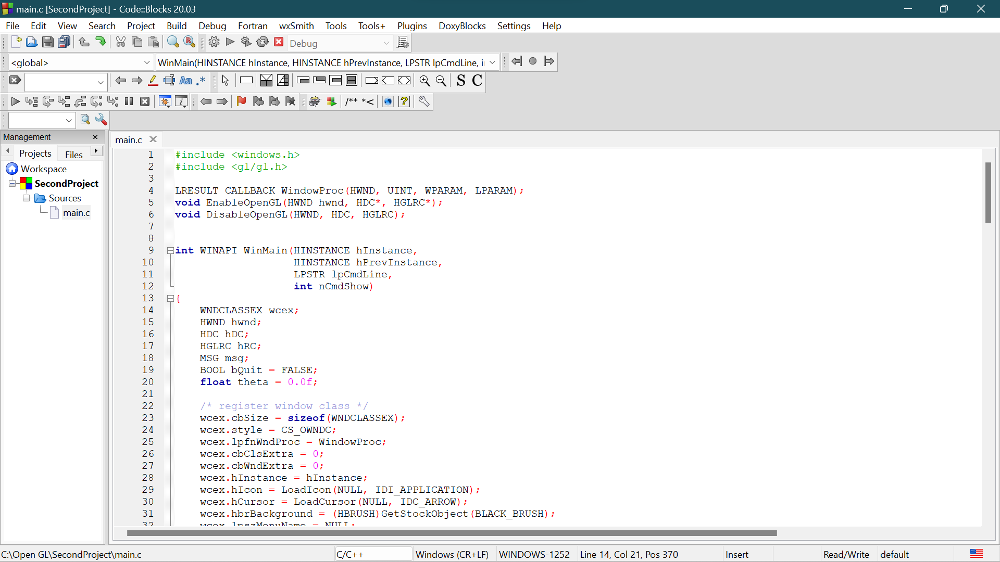 main.c [SecondProject] - Code::Blocks 20.03
File Edit View Search Project Build Debug Fortran wxSmith Tools Tools+ Plugins DoxyBlocks Settings Help
Debug
<global> WinMain(HINSTANCE hInstance, HINSTANCE hPrevInstance, LPSTR lpCmdLine, i
Aa .* S C
/** *<
Management
Projects Files
Workspace
SecondProject
Sources
main.c
main.c
1 #include <windows.h>
2 #include <gl/gl.h>
3
4 LRESULT CALLBACK WindowProc(HWND, UINT, WPARAM, LPARAM);
5 void EnableOpenGL(HWND hwnd, HDC*, HGLRC*);
6 void DisableOpenGL(HWND, HDC, HGLRC);
7
8
9 int WINAPI WinMain(HINSTANCE hInstance,
10 HINSTANCE hPrevInstance,
11 LPSTR lpCmdLine,
12 int nCmdShow)
13 {
14 WNDCLASSEX wcex;
15 HWND hwnd;
16 HDC hDC;
17 HGLRC hRC;
18 MSG msg;
19 BOOL bQuit = FALSE;
20 float theta = 0.0f;
21
22 /* register window class */
23 wcex.cbSize = sizeof(WNDCLASSEX);
24 wcex.style = CS_OWNDC;
25 wcex.lpfnWndProc = WindowProc;
26 wcex.cbClsExtra = 0;
27 wcex.cbWndExtra = 0;
28 wcex.hInstance = hInstance;
29 wcex.hIcon = LoadIcon(NULL, IDI_APPLICATION);
30 wcex.hCursor = LoadCursor(NULL, IDC_ARROW);
31 wcex.hbrBackground = (HBRUSH)GetStockObject(BLACK_BRUSH);
32 wcex.lpszMenuName = NULL;
C:\Open GL\SecondProject\main.c C/C++ Windows (CR+LF) WINDOWS-1252 Line 14, Col 21, Pos 370 Insert Read/Write default